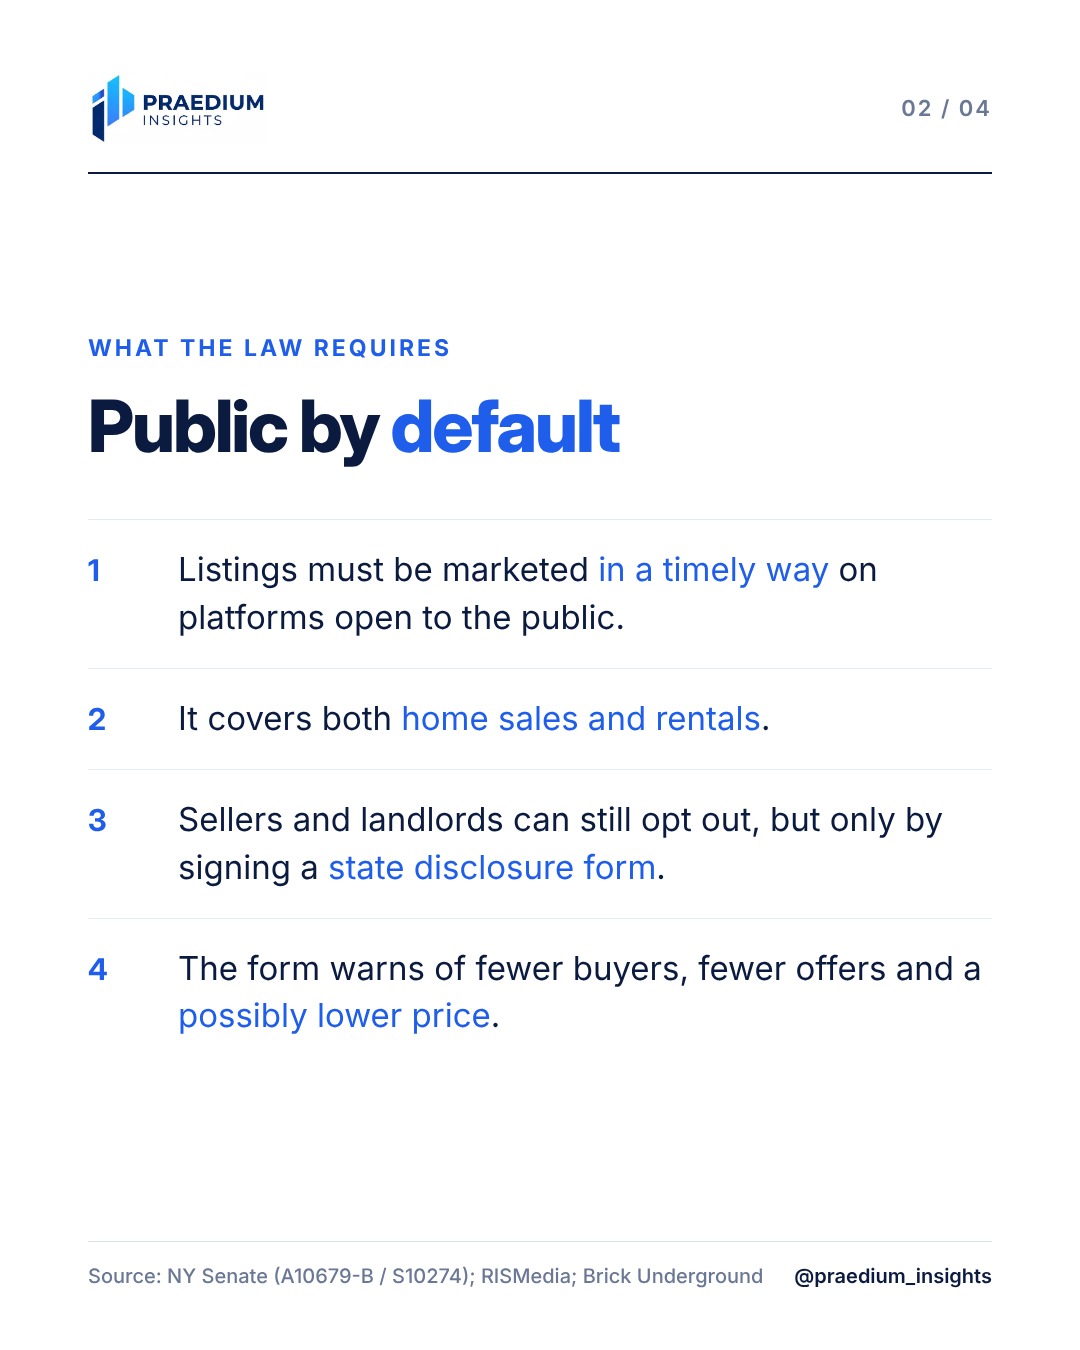 PRAEDIUM
INSIGHTS
02 / 04
WHAT THE LAW REQUIRES
Public by default
1 Listings must be marketed in a timely way on
platforms open to the public.
2 It covers both home sales and rentals.
3 Sellers and landlords can still opt out, but only by
signing a state disclosure form.
4 The form warns of fewer buyers, fewer offers and a
possibly lower price.
Source: NY Senate (A10679-B / S10274); RISMedia; Brick Underground @praedium_insights